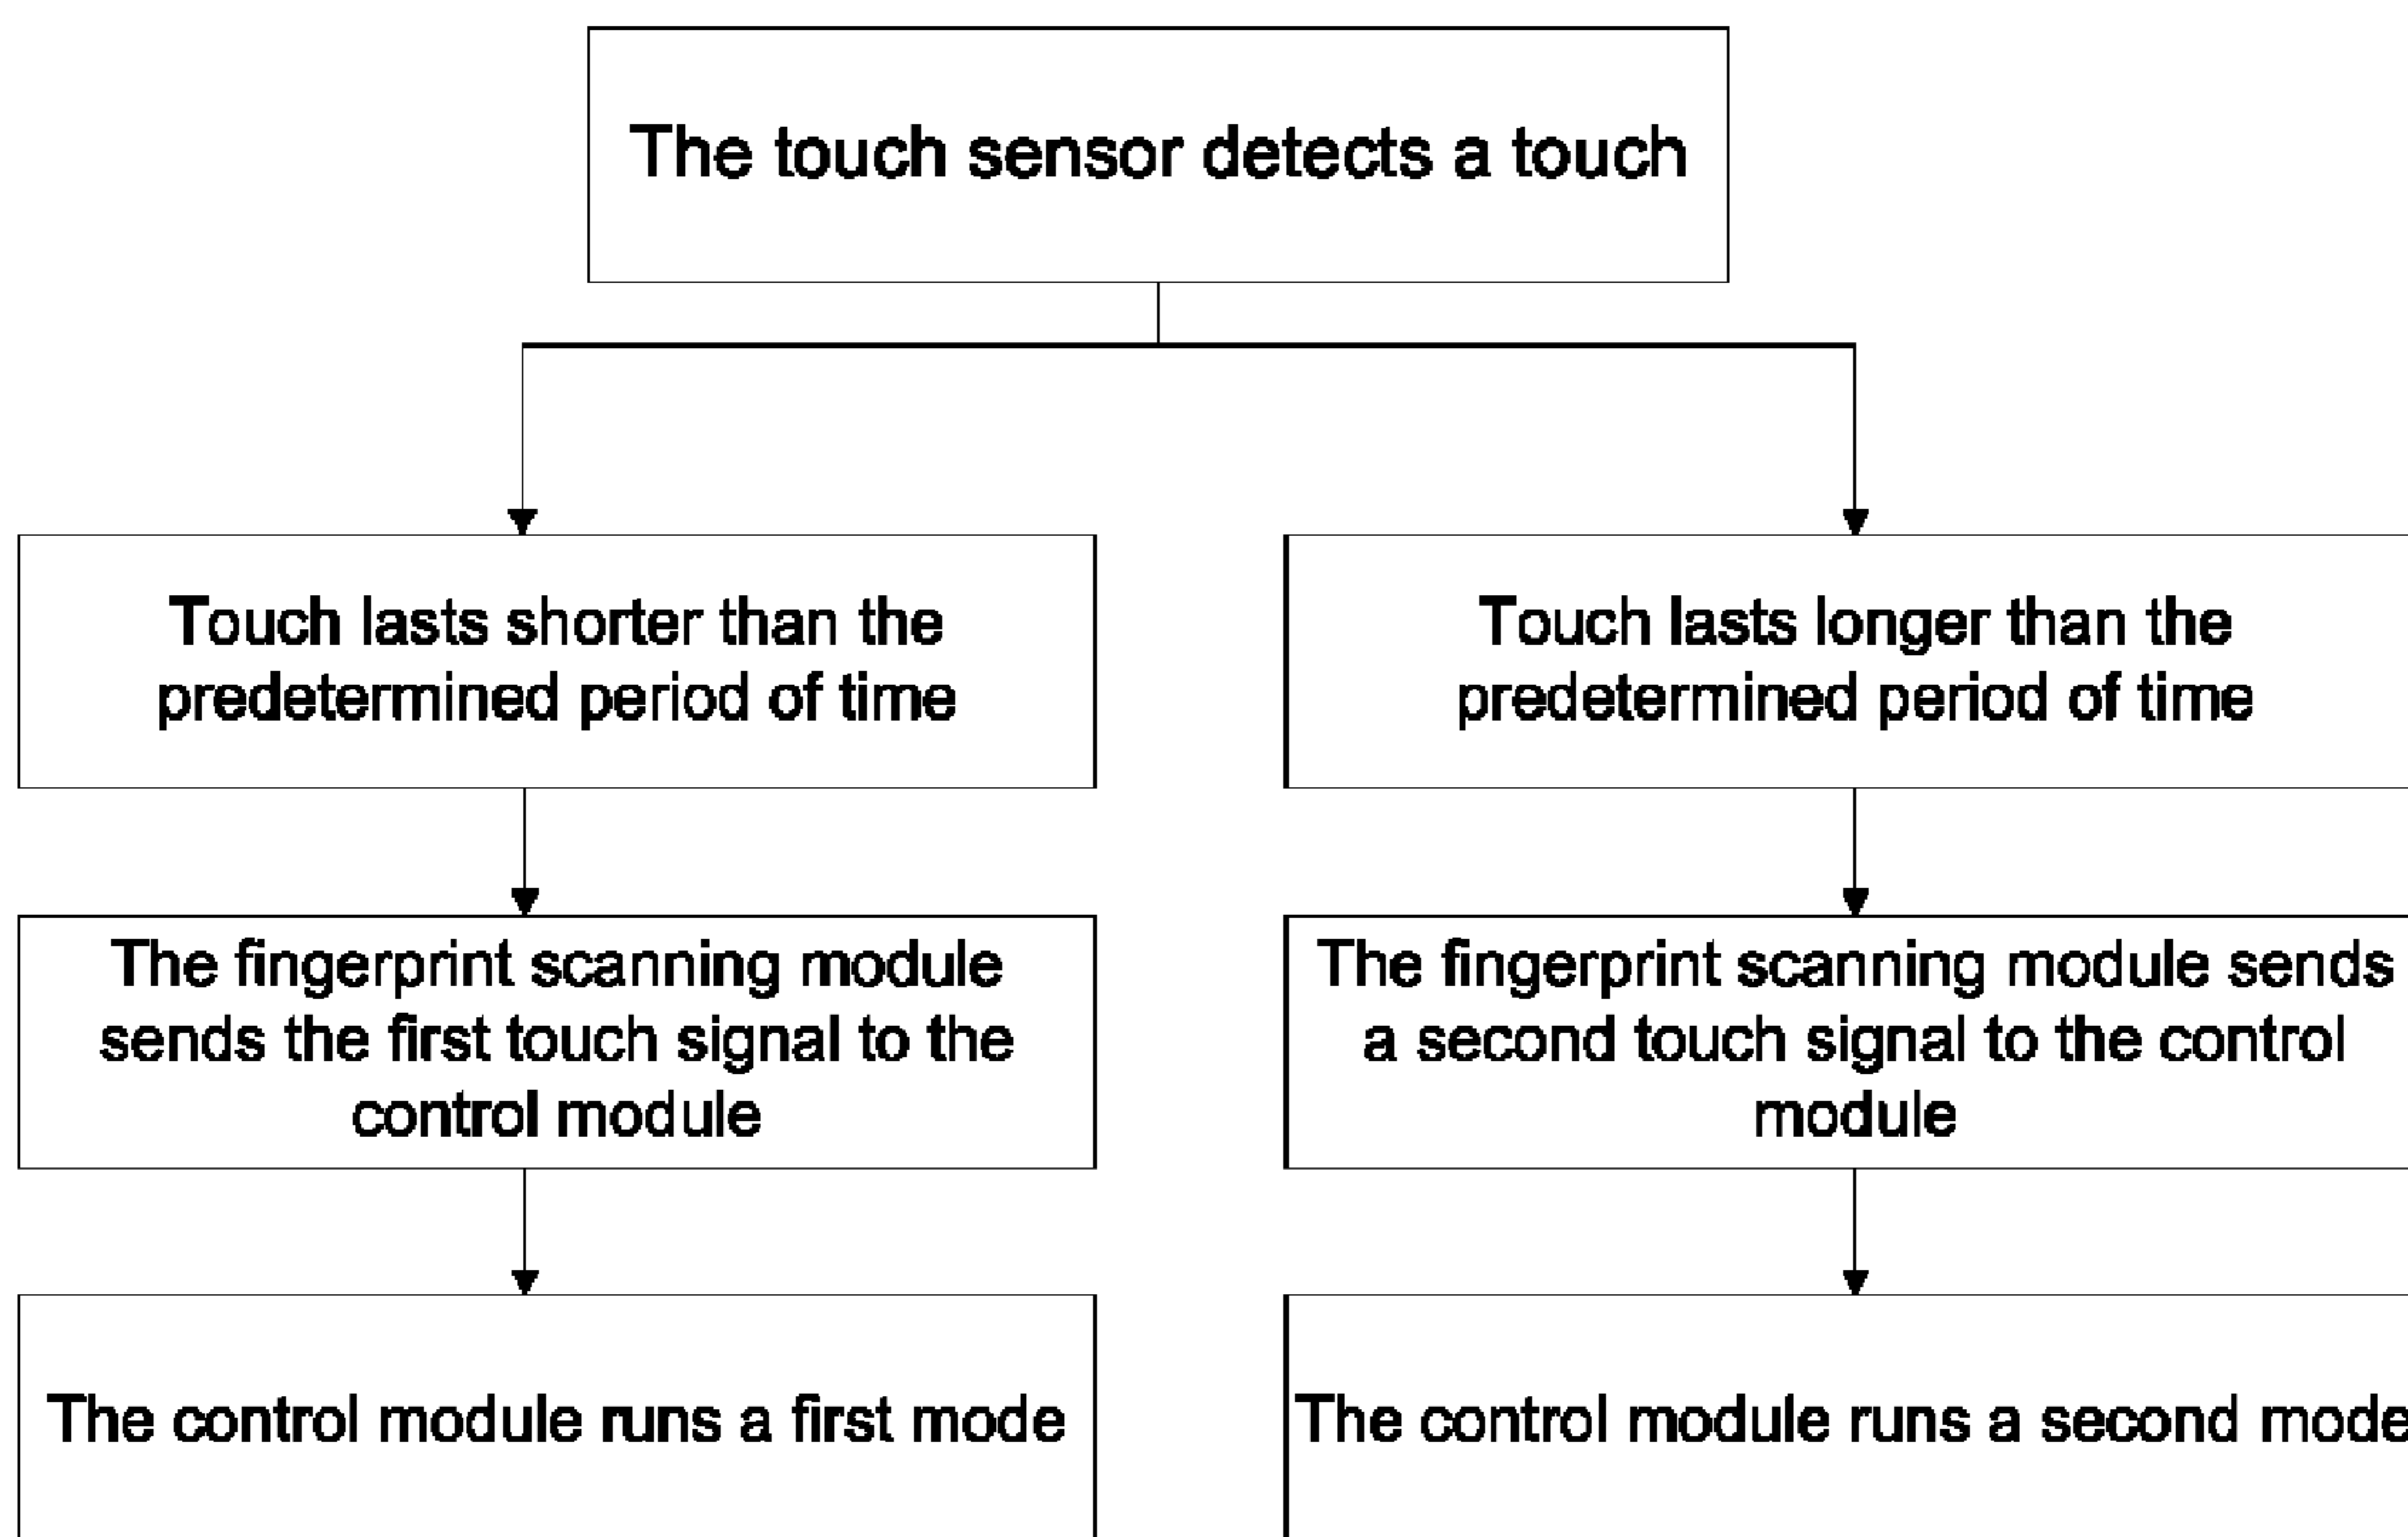 The touch sensor detects a touch
Touch lasts shorter than the
predetermined period of time
Touch lasts longer than the
predetermined period of time
The fingerprint scanning module
sends the first touch signal to the
control module
The fingerprint scanning module sends
a second touch signal to the control
module
The control module runs a first mode
The control module runs a second mode